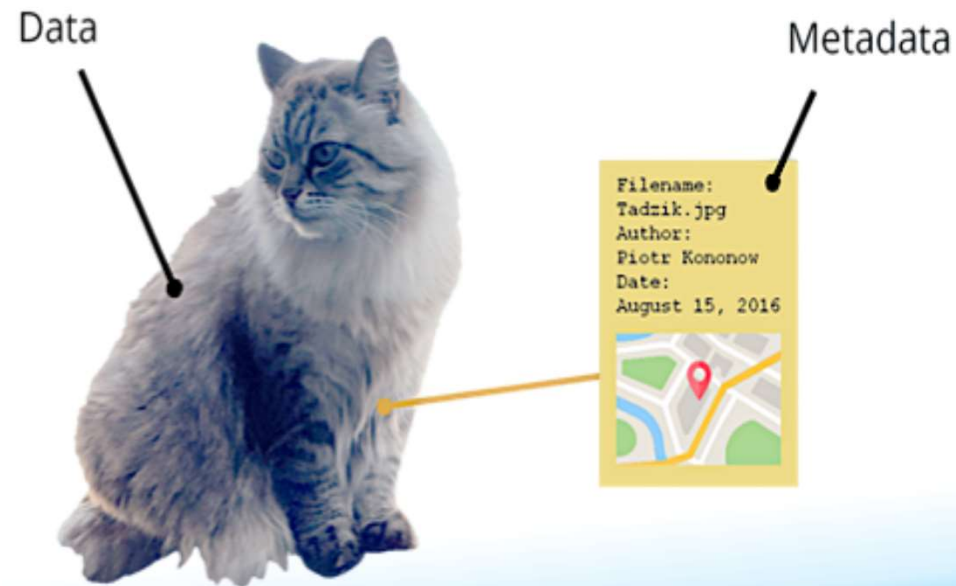 Data
Metadata
Filename:
Tadzik.jpg
Author:
Piotr Kononow
Date:
August 15, 2016